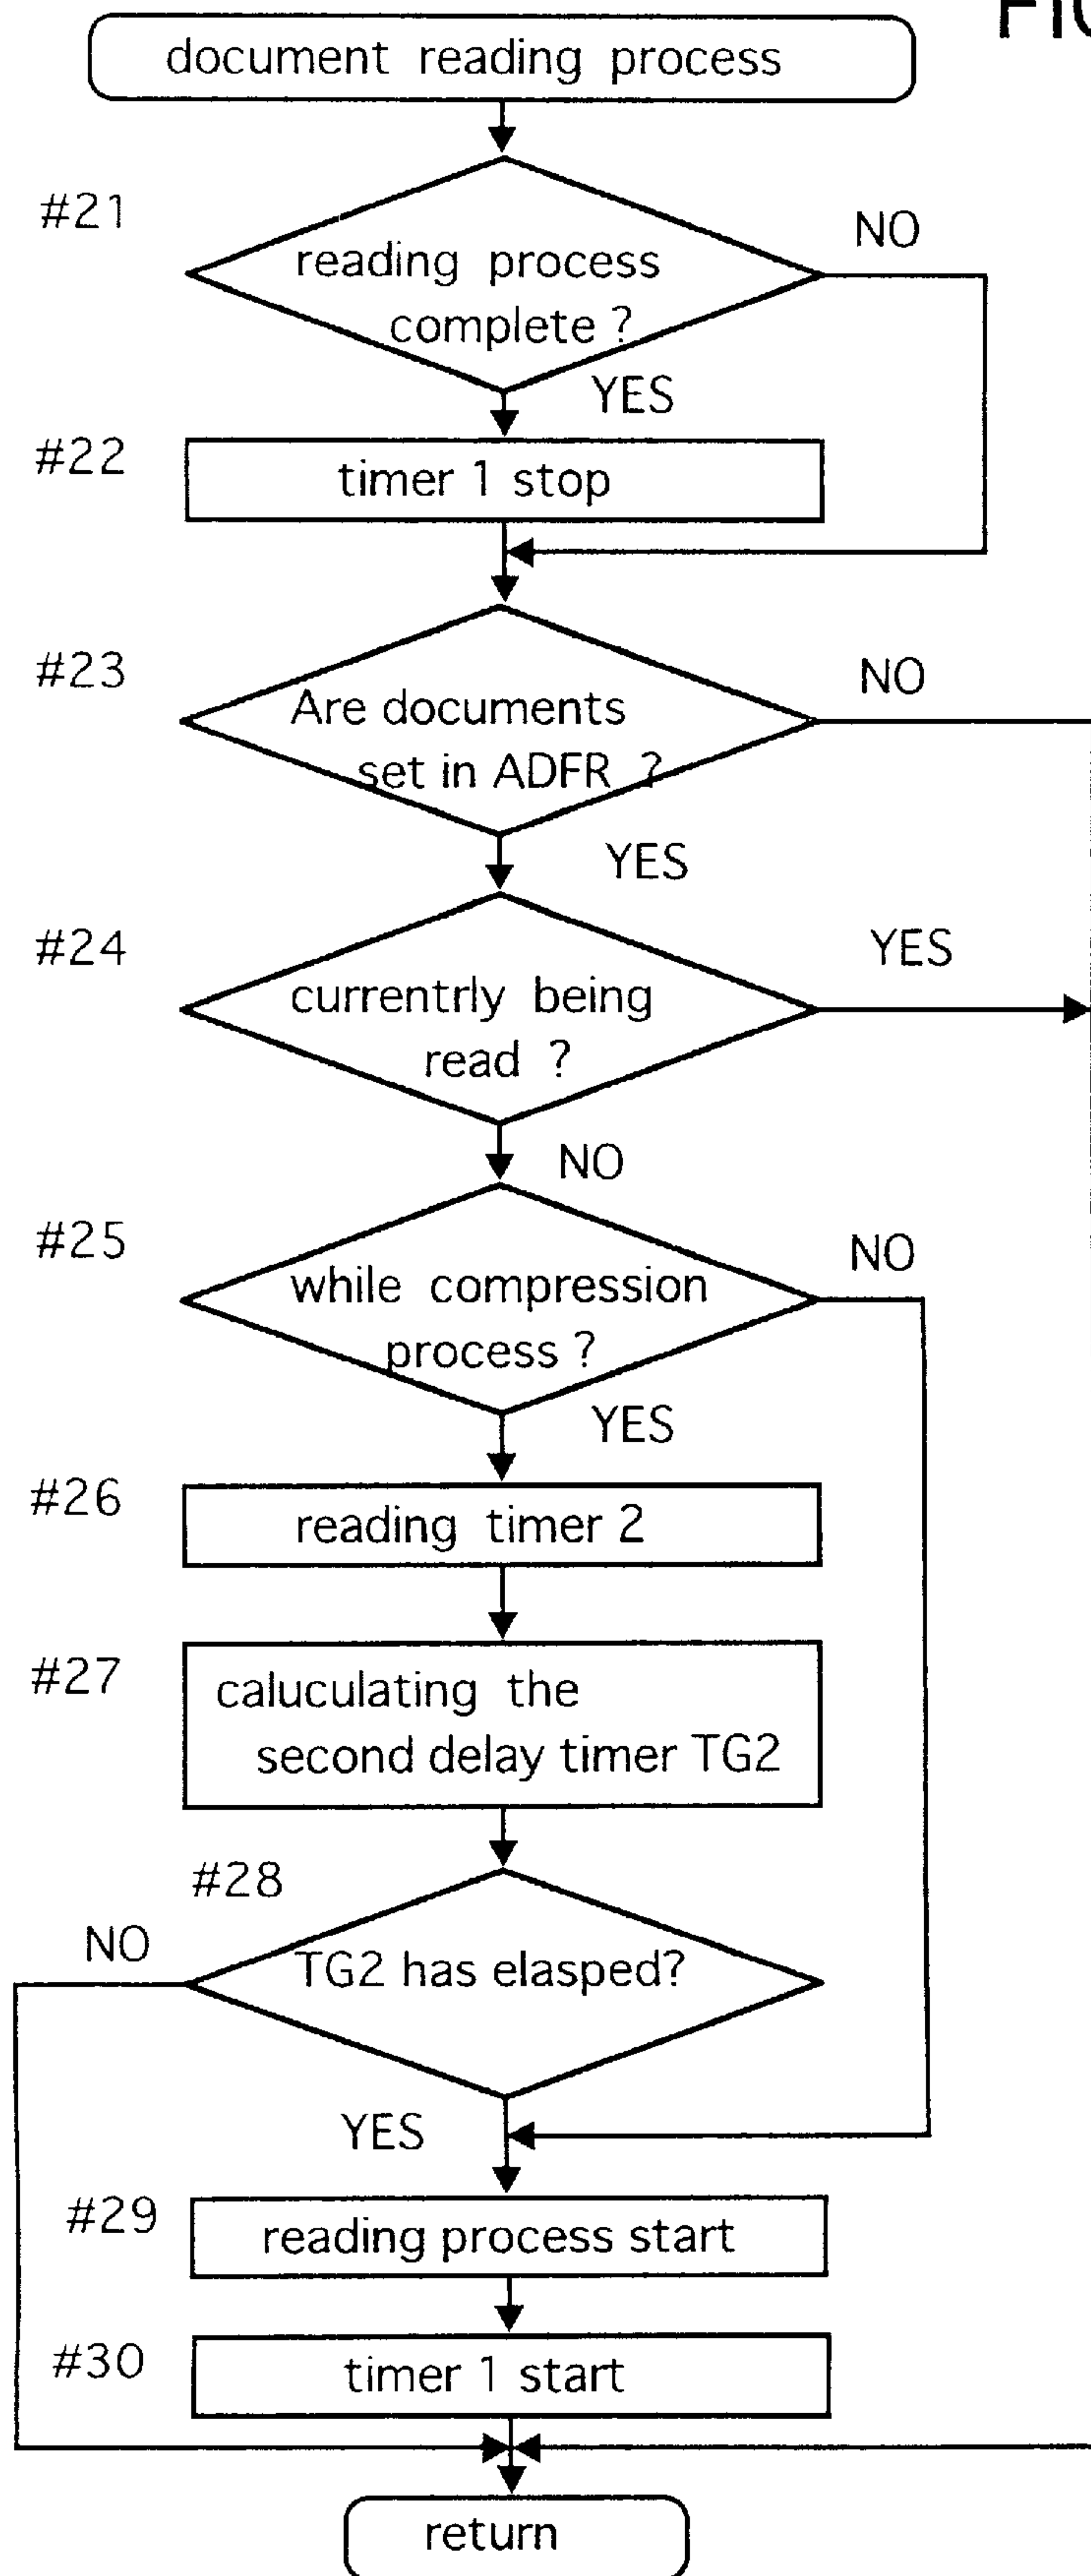 document reading process
#21
NO
reading process
complete ?
YES
#22
timer 1 stop
#23
NO
Are documents
set in ADFR ?
YES
#24
YES
currentrly being
read ?
NO
#25
NO
while compression
process ?
YES
#26
reading timer 2
#27
caluculating the
second delay timer TG2
#28
NO
TG2 has elasped?
YES
#29
reading process start
#30
timer 1 start
return